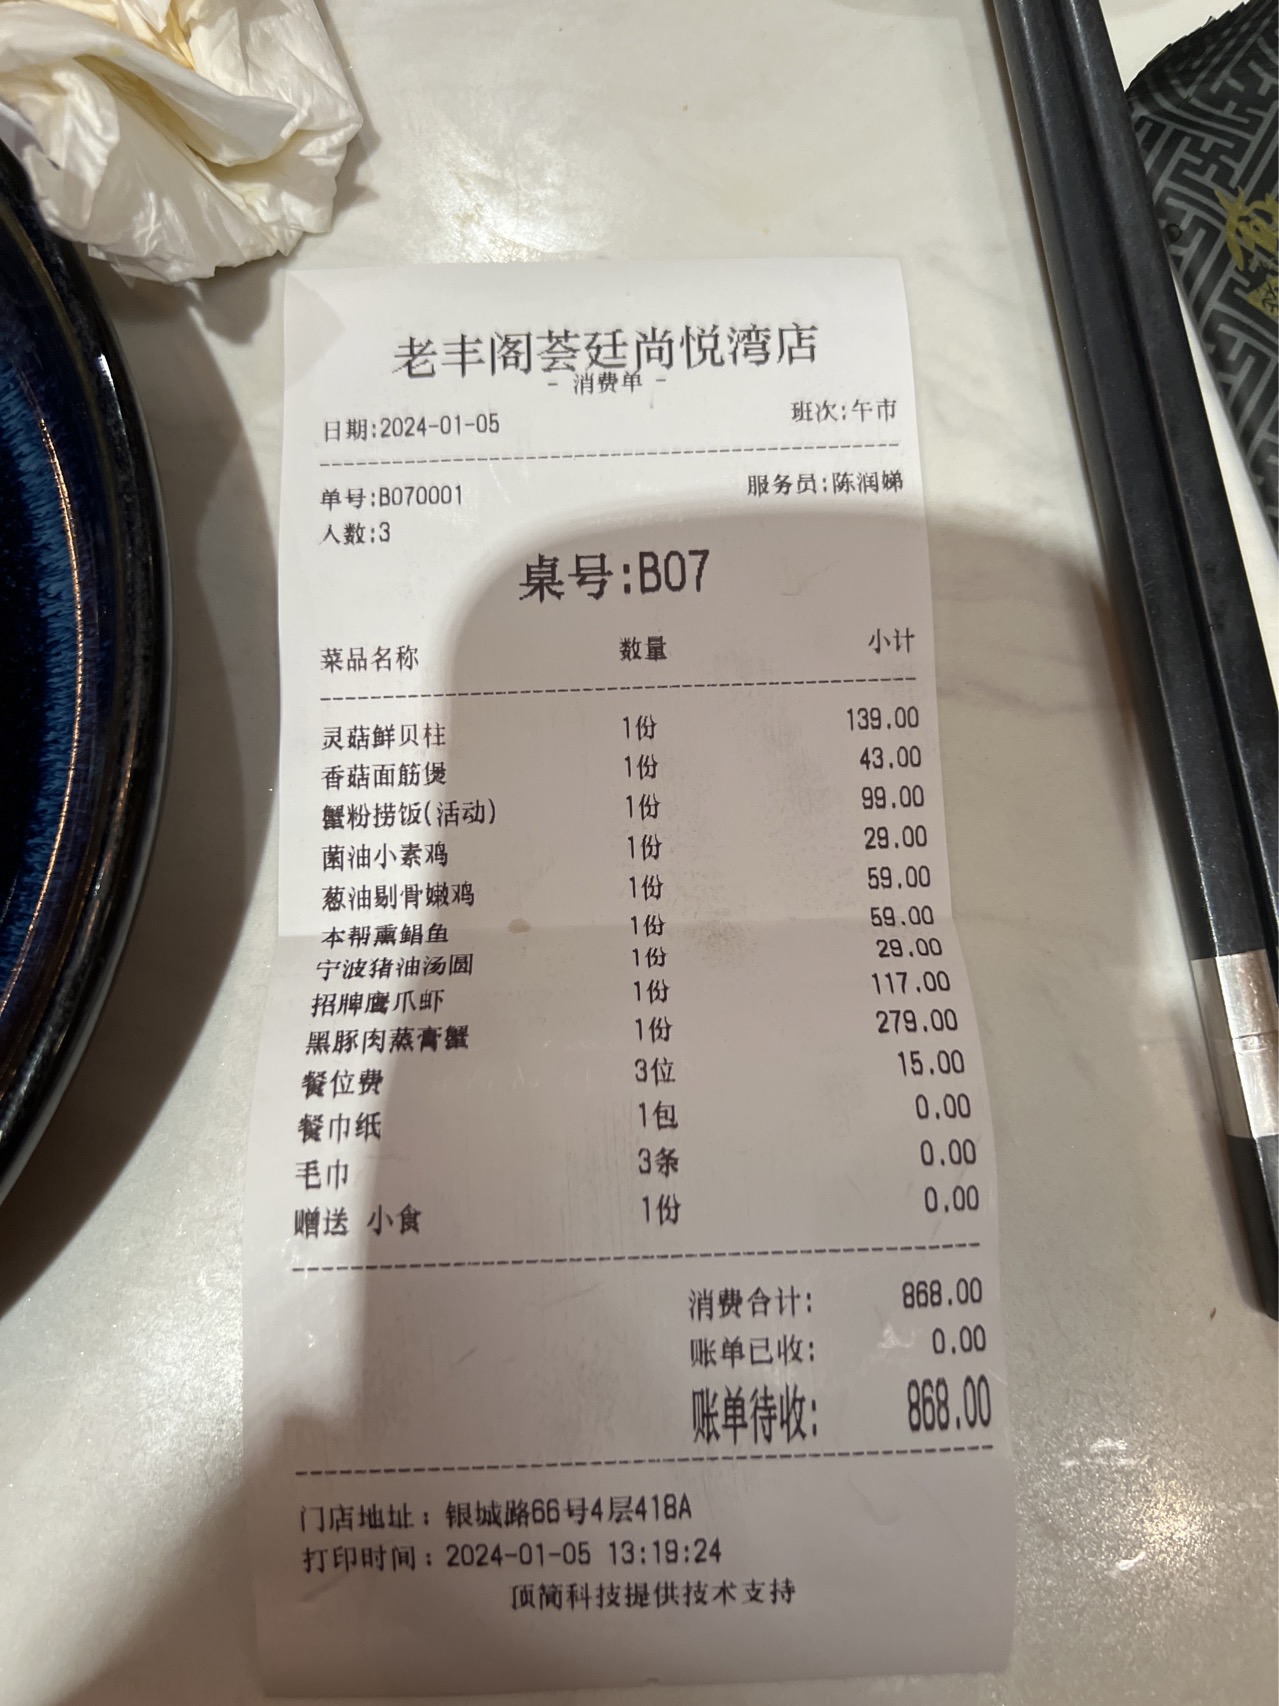 老丰阁荟廷尚悦湾店
- 消费单 -
日期:2024-01-05 班次:午市
单号:B070001 服务员:陈润娣
人数:3
桌号:B07
菜品名称 数量 小计
灵菇鲜贝柱 1份 139.00
香菇面筋煲 1份 43.00
蟹粉捞饭(活动) 1份 99.00
菌油小素鸡 1份 29.00
葱油剔骨嫩鸡 1份 59.00
本帮熏鲳鱼 1份 59.00
宁波猪油汤圆 1份 29.00
招牌鹰爪虾 1份 117.00
黑豚肉蒸膏蟹 1份 279.00
餐位费 3位 15.00
餐巾纸 1包 0.00
毛巾 3条 0.00
赠送 小食 1份 0.00
消费合计: 868.00
账单已收: 0.00
账单待收: 868.00
门店地址：银城路66号4层418A
打印时间：2024-01-05 13:19:24
顶简科技提供技术支持